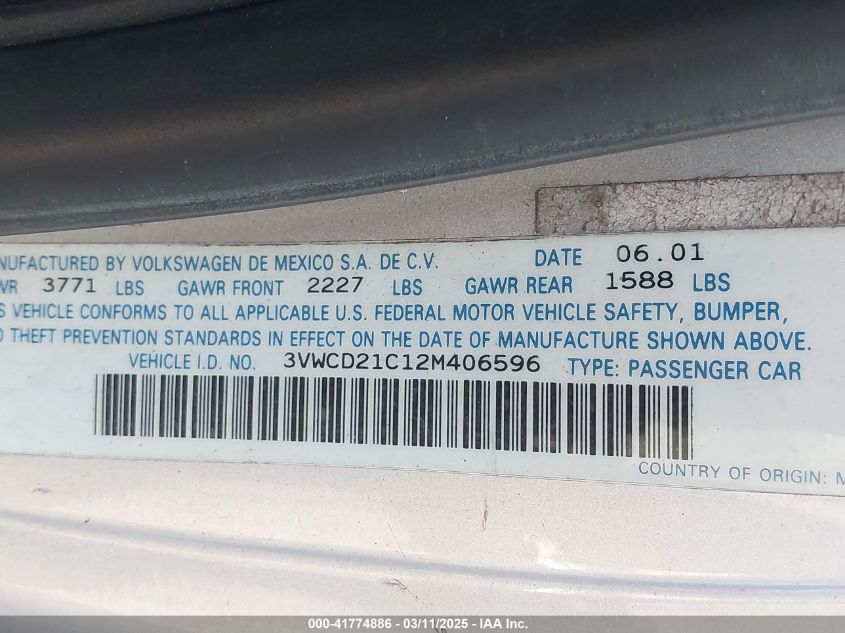 NUFACTURED BY VOLKSWAGEN DE MEXICO S.A. DE C.V. DATE 06.01
WR 3771 LBS GAWR FRONT 2227 LBS GAWR REAR 1588 LBS
S VEHICLE CONFORMS TO ALL APPLICABLE U.S. FEDERAL MOTOR VEHICLE SAFETY, BUMPER,
D THEFT PREVENTION STANDARDS IN EFFECT ON THE DATE OF MANUFACTURE SHOWN ABOVE.
VEHICLE I.D. NO. 3VWCD21C12M406596 TYPE: PASSENGER CAR
COUNTRY OF ORIGIN: M
000-41774886 - 03/11/2025 - IAA Inc.